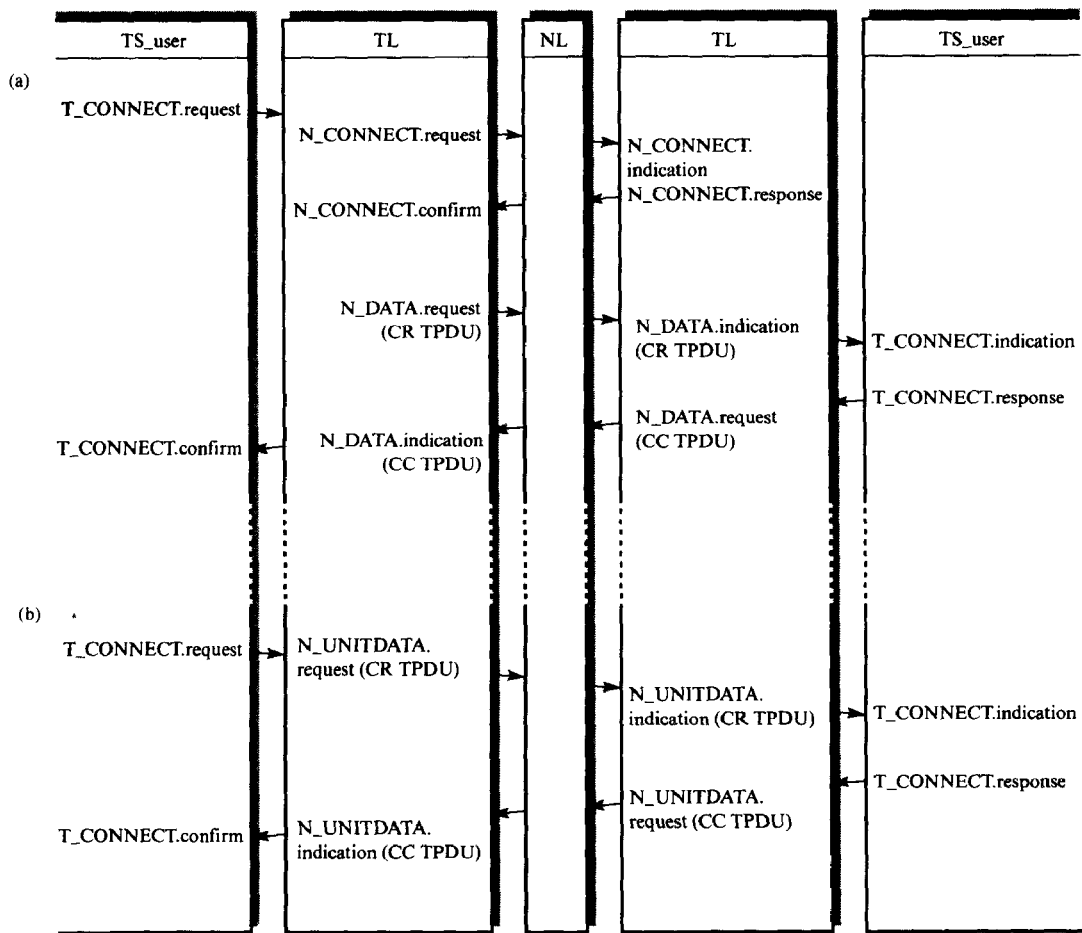 TS_user TL NL TL TS_user
(a)
T_CONNECT.request
N_CONNECT.request
N_CONNECT.
indication
N_CONNECT.response
N_CONNECT.confirm
N_DATA.request
(CR TPDU)
N_DATA.indication
(CR TPDU)
T_CONNECT.indication
T_CONNECT.response
N_DATA.request
(CC TPDU)
N_DATA.indication
(CC TPDU)
T_CONNECT.confirm
(b)
T_CONNECT.request
N_UNITDATA.
request (CR TPDU)
N_UNITDATA.
indication (CR TPDU)
T_CONNECT.indication
T_CONNECT.response
N_UNITDATA.
request (CC TPDU)
N_UNITDATA.
indication (CC TPDU)
T_CONNECT.confirm